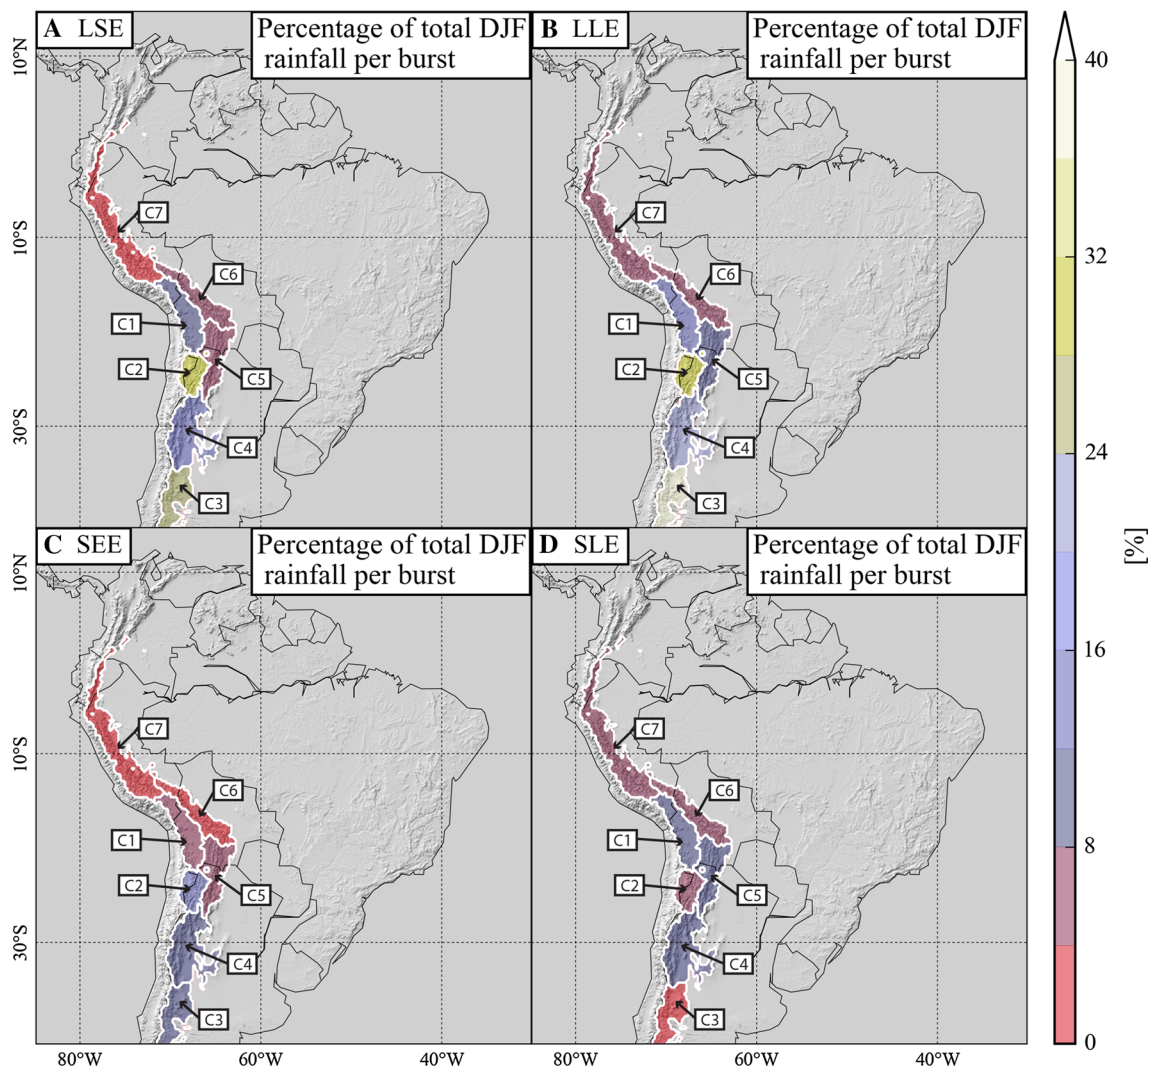 A LSE
Percentage of total DJF
rainfall per burst
B LLE
Percentage of total DJF
rainfall per burst
10°N
10°S
30°S
C7
C6
C1
C2
C5
C4
C3
C7
C6
C1
C2
C5
C4
C3
C SEE
Percentage of total DJF
rainfall per burst
D SLE
Percentage of total DJF
rainfall per burst
10°N
10°S
30°S
C7
C6
C1
C2
C5
C4
C3
C7
C6
C1
C2
C5
C4
C3
80°W
60°W
40°W
80°W
60°W
40°W
40
32
24
16
8
0
[%]